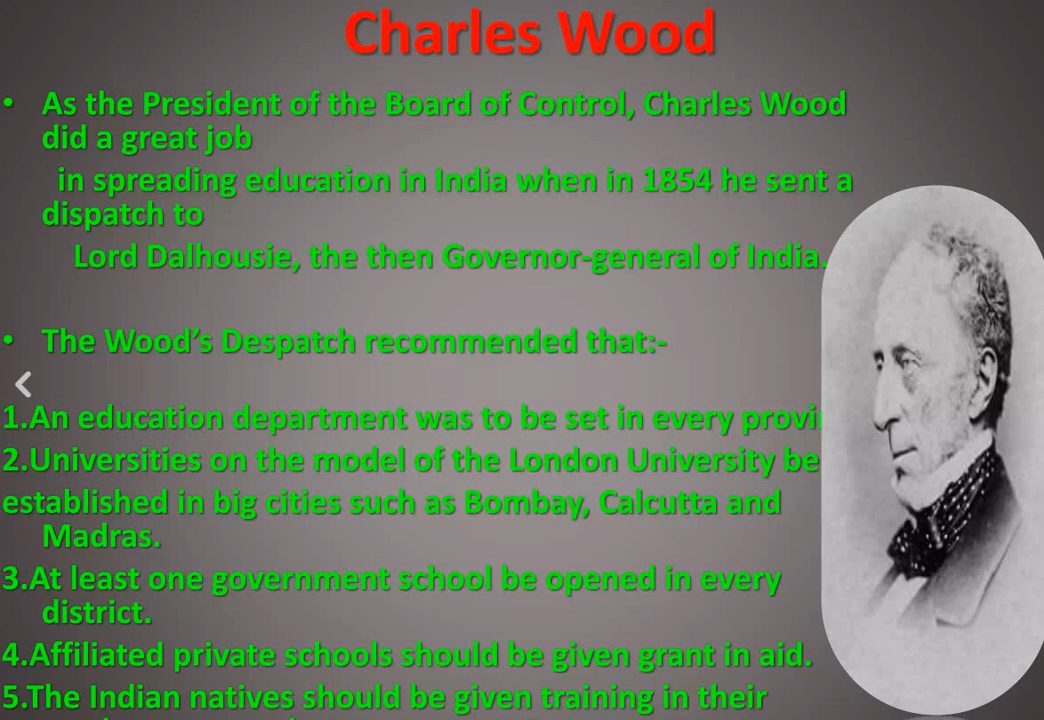 Charles Wood
• As the President of the Board of Control, Charles Wood
did a great job
in spreading education in India when in 1854 he sent a
dispatch to
Lord Dalhousie, the then Governor-general of India.
• The Wood's Despatch recommended that:-
1.An education department was to be set in every
2.Universities on the model of the London University be
established in big cities such as Bombay, Calcutta and
Madras.
3.At least one government school be opened in every
district.
4.Affiliated private schools should be given grant in aid.
5.The Indian natives should be given training in their